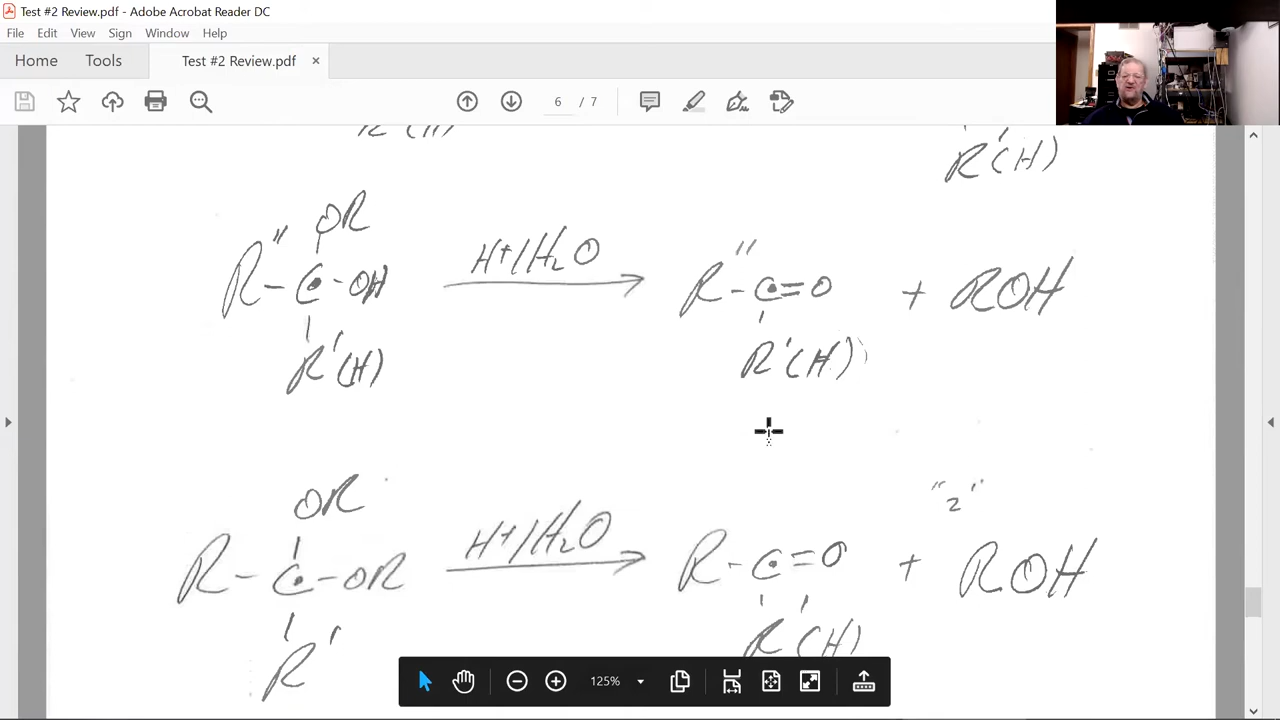 Test #2 Review.pdf - Adobe Acrobat Reader DC
File Edit View Sign Window Help
Home Tools Test #2 Review.pdf ×
6 / 7
R'(H)
R'(H)
OR
R" - C - OH H+/H2O R" - C = O + ROH
R'(H) R'(H)
OR "2"
R - C - OR H+/H2O R - C = O + ROH
R' R'(H)
125%